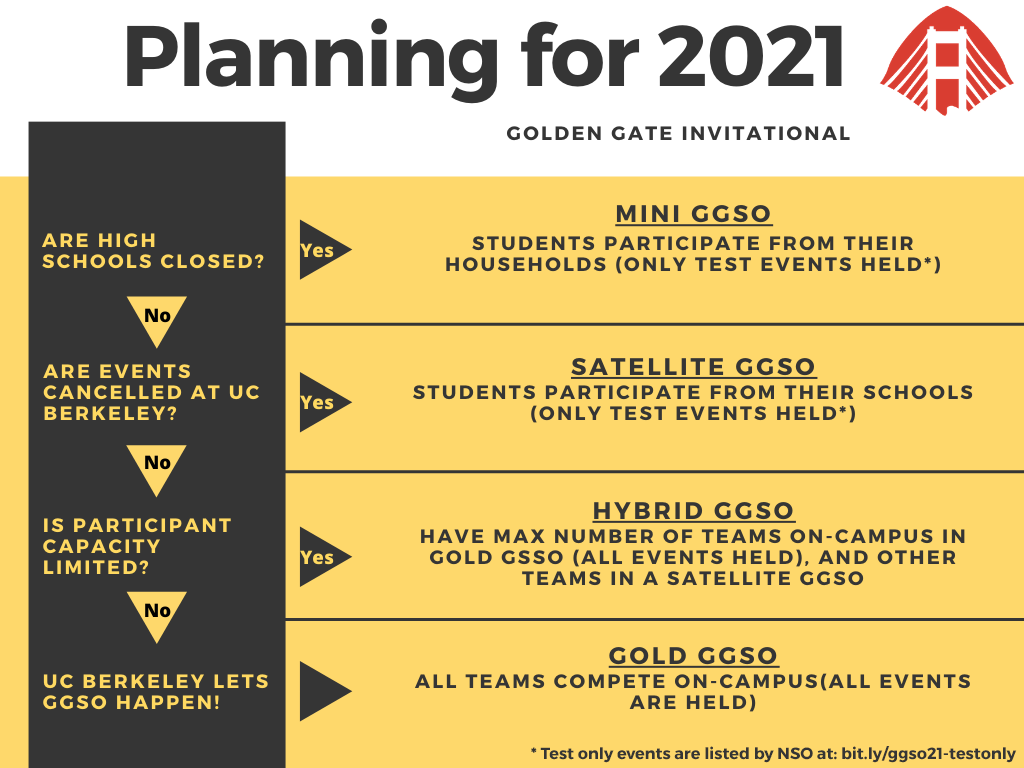 Planning for 2021
GOLDEN GATE INVITATIONAL
ARE HIGH
SCHOOLS CLOSED?
Yes
MINI GGSO
STUDENTS PARTICIPATE FROM THEIR
HOUSEHOLDS (ONLY TEST EVENTS HELD*)
No
ARE EVENTS
CANCELLED AT UC
BERKELEY?
Yes
SATELLITE GGSO
STUDENTS PARTICIPATE FROM THEIR SCHOOLS
(ONLY TEST EVENTS HELD*)
No
IS PARTICIPANT
CAPACITY
LIMITED?
Yes
HYBRID GGSO
HAVE MAX NUMBER OF TEAMS ON-CAMPUS IN
GOLD GSSO (ALL EVENTS HELD), AND OTHER
TEAMS IN A SATELLITE GGSO
No
UC BERKELEY LETS
GGSO HAPPEN!
GOLD GGSO
ALL TEAMS COMPETE ON-CAMPUS(ALL EVENTS
ARE HELD)
* Test only events are listed by NSO at: bit.ly/ggso21-testonly